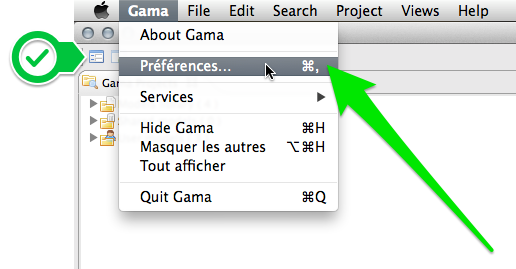 Gama File Edit Search Project Views Help
About Gama
Préférences... ⌘,
Gam
Services
Hide Gama ⌘H
Masquer les autres ⌥⌘H
Tout afficher
Quit Gama ⌘Q